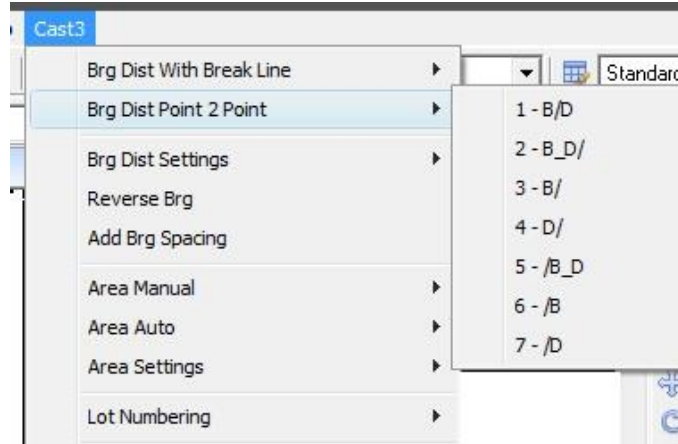 Cast3
Brg Dist With Break Line
Brg Dist Point 2 Point
Brg Dist Settings
Reverse Brg
Add Brg Spacing
Area Manual
Area Auto
Area Settings
Lot Numbering
Standard
1 - B/D
2 - B_D/
3 - B/
4 - D/
5 - /B_D
6 - /B
7 - /D